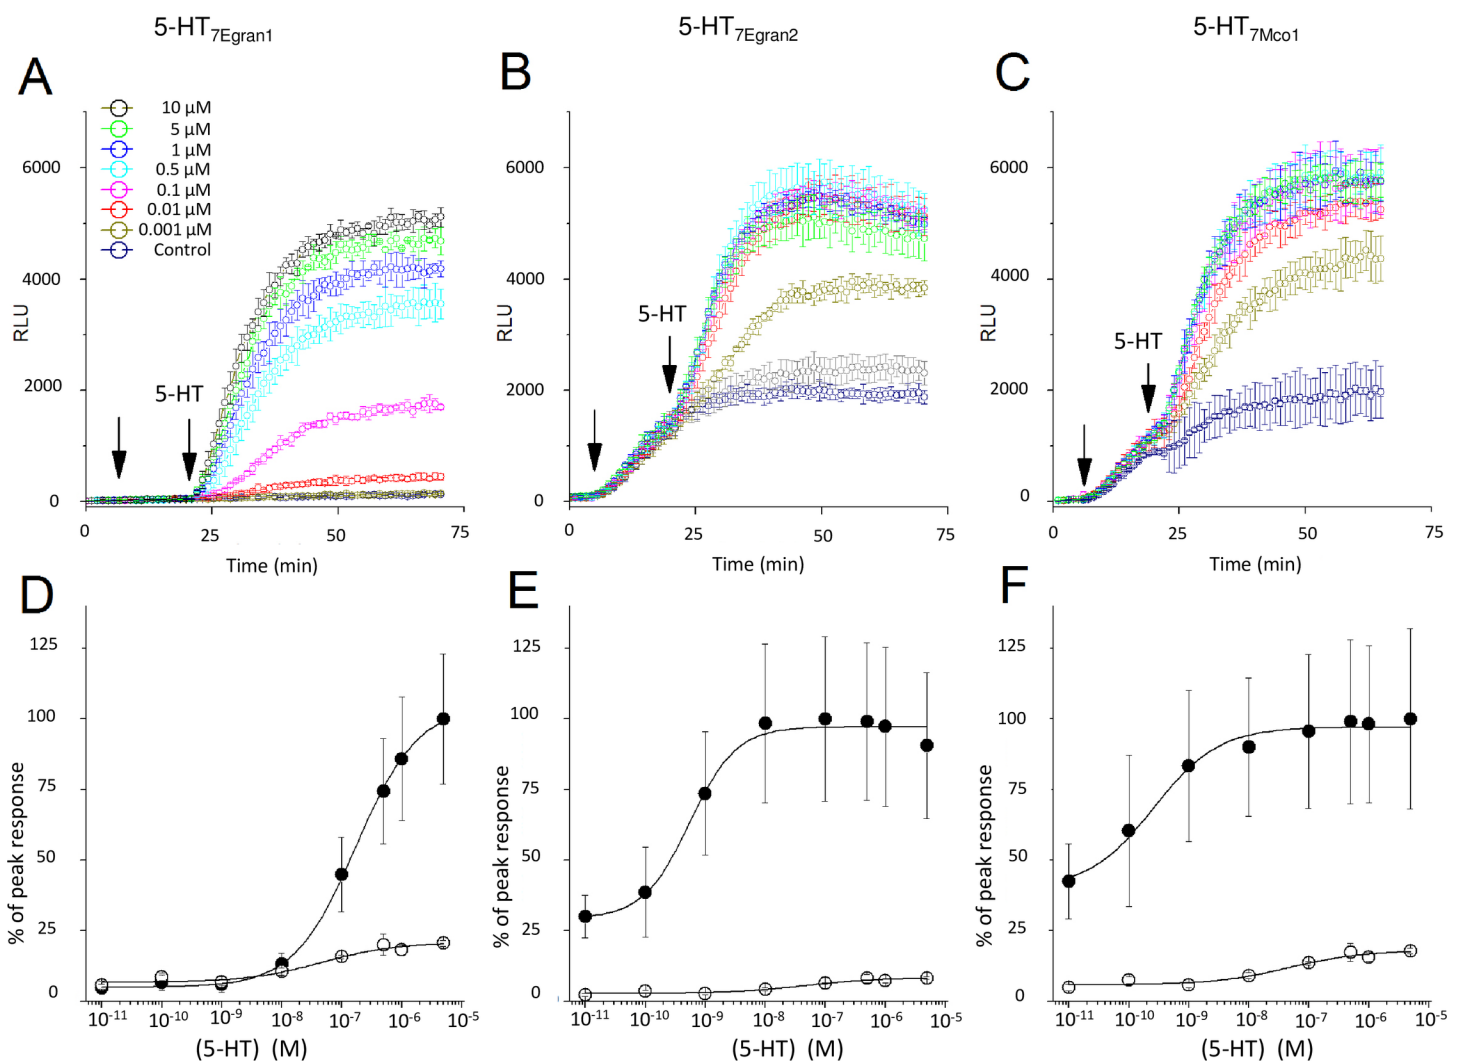 5-HT7Egran1
5-HT7Egran2
5-HT7Mco1
A
B
C
10 µM
5 µM
1 µM
0.5 µM
0.1 µM
0.01 µM
0.001 µM
Control
6000
4000
2000
0
RLU
5-HT
0 25 50 75
Time (min)
6000
4000
2000
0
RLU
5-HT
0 25 50 75
Time (min)
6000
4000
2000
0
RLU
5-HT
0 25 50 75
Time (min)
D
E
F
125
100
75
50
25
0
% of peak response
10-11 10-10 10-9 10-8 10-7 10-6 10-5
(5-HT) (M)
125
100
75
50
25
0
% of peak response
10-11 10-10 10-9 10-8 10-7 10-6 10-5
(5-HT) (M)
125
100
75
50
25
0
% of peak response
10-11 10-10 10-9 10-8 10-7 10-6 10-5
(5-HT) (M)